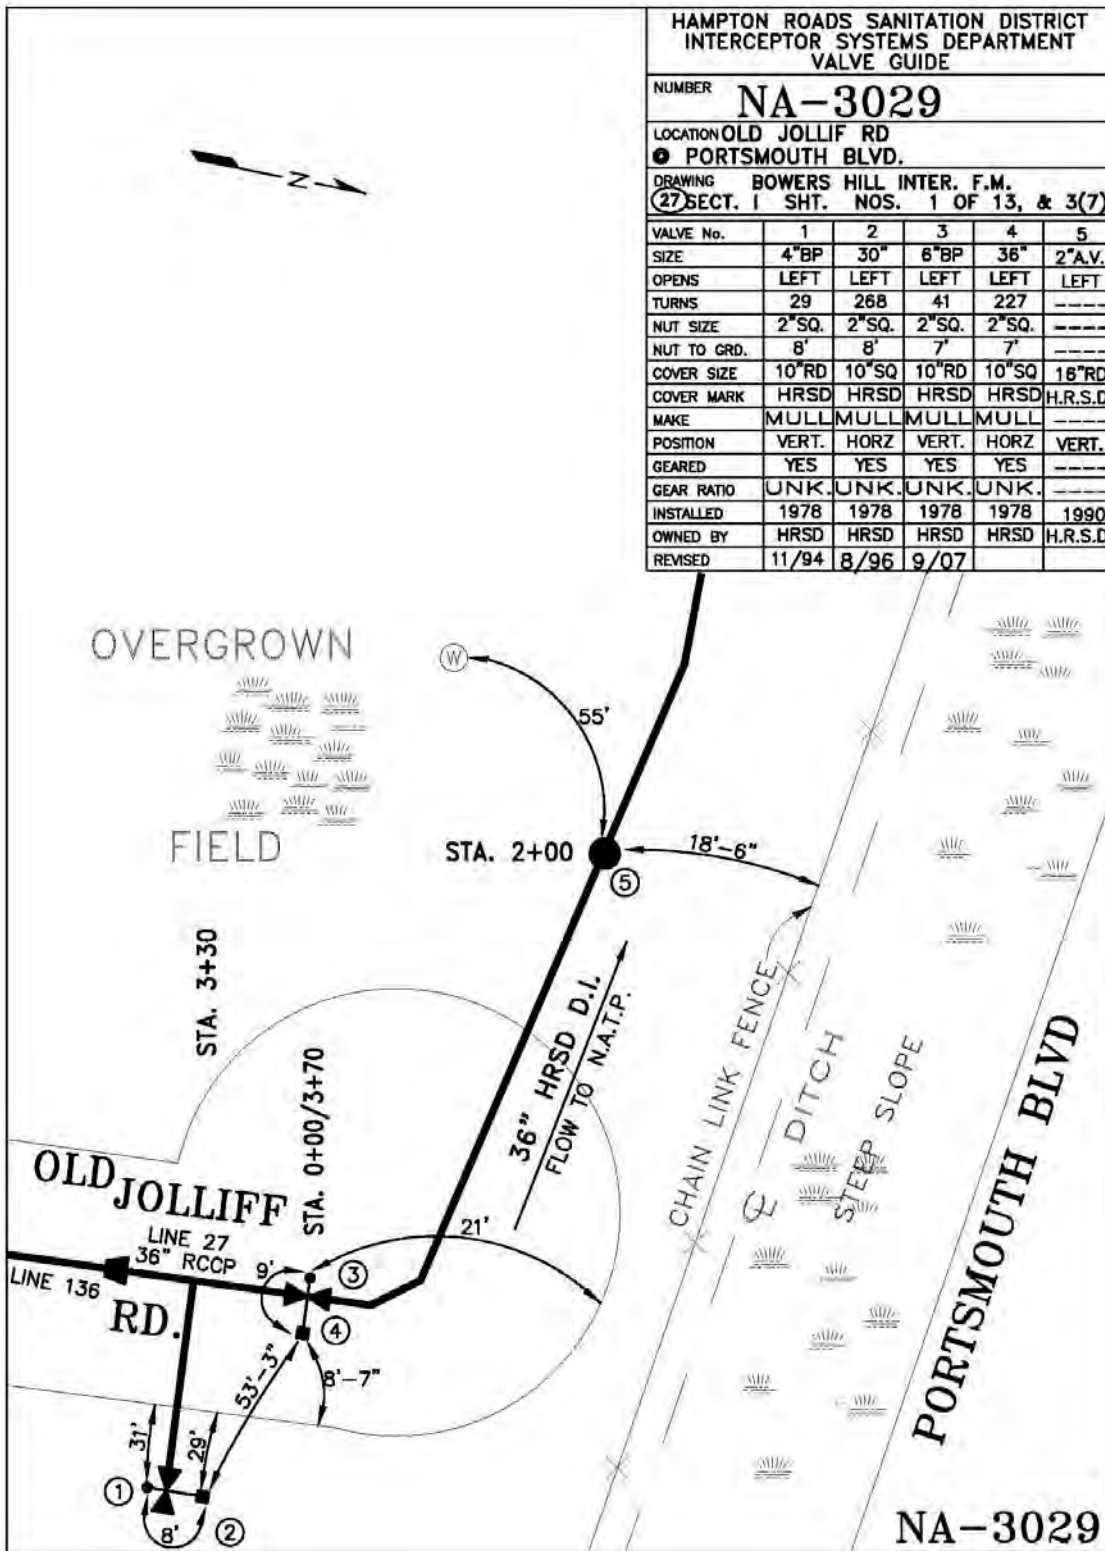 HAMPTON ROADS SANITATION DISTRICT
INTERCEPTOR SYSTEMS DEPARTMENT
VALVE GUIDE
NUMBER NA-3029
LOCATION OLD JOLLIF RD
@ PORTSMOUTH BLVD.
DRAWING BOWERS HILL INTER. F.M.
27 SECT. I SHT. NOS. 1 OF 13, & 3(7)
VALVE No. 1 2 3 4 5
SIZE 4"BP 30" 6"BP 36" 2"A.V.
OPENS LEFT LEFT LEFT LEFT LEFT
TURNS 29 268 41 227 ----
NUT SIZE 2"SQ. 2"SQ. 2"SQ. 2"SQ. ----
NUT TO GRD. 8' 8' 7' 7' ----
COVER SIZE 10"RD 10"SQ 10"RD 10"SQ 16"RD
COVER MARK HRSD HRSD HRSD HRSD H.R.S.D
MAKE MULL MULL MULL MULL ----
POSITION VERT. HORZ VERT. HORZ VERT.
GEARED YES YES YES YES ----
GEAR RATIO UNK. UNK. UNK. UNK. ----
INSTALLED 1978 1978 1978 1978 1990
OWNED BY HRSD HRSD HRSD HRSD H.R.S.D
REVISED 11/94 8/96 9/07
N
OVERGROWN
FIELD
W
55'
STA. 2+00
5
18'-6"
STA. 3+30
STA. 0+00/3+70
36" HRSD D.I.
FLOW TO N.A.T.P.
CHAIN LINK FENCE
℄ DITCH
STEEP SLOPE
PORTSMOUTH BLVD
OLD JOLLIFF
RD.
LINE 27
36" RCCP
LINE 136
21'
9'
3
4
53'-3"
8'-7"
31'
29'
1
8'
2
NA-3029